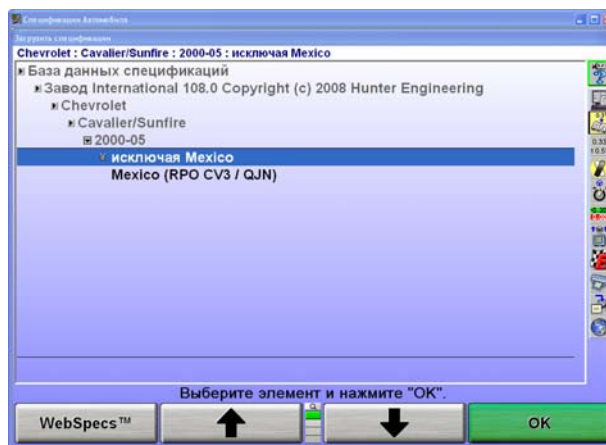 Спецификации Автомобиля
Загрузить спецификации
Chevrolet : Cavalier/Sunfire : 2000-05 : исключая Mexico
База данных спецификаций
Завод International 108.0 Copyright (c) 2008 Hunter Engineering
Chevrolet
Cavalier/Sunfire
2000-05
исключая Mexico
Mexico (RPO CV3 / QJN)
Выберите элемент и нажмите "OK".
WebSpecs™
OK